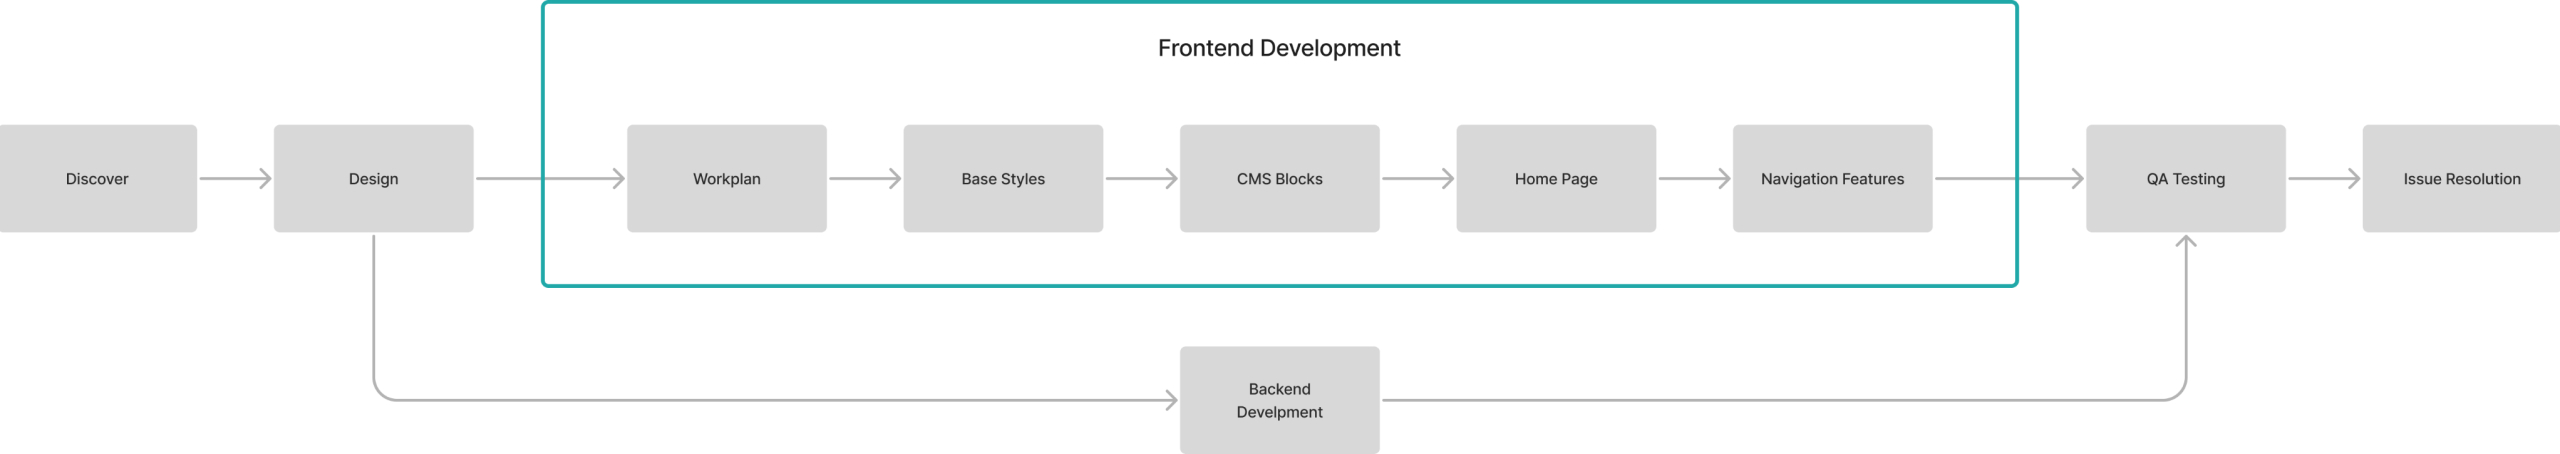 Frontend Development
Discover
Design
Workplan
Base Styles
CMS Blocks
Home Page
Navigation Features
QA Testing
Issue Resolution
Backend
Develpment